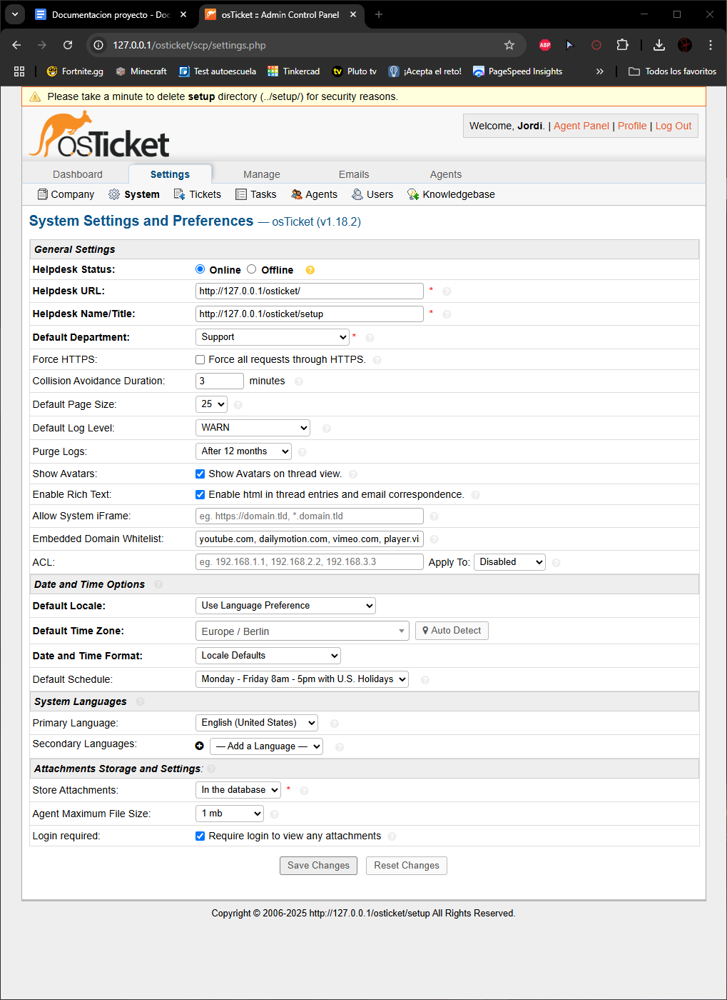 Documentacion proyecto - Doc
osTicket :: Admin Control Panel
127.0.0.1/osticket/scp/settings.php
ABP
Fortnite.gg
Minecraft
Test autoescuela
Tinkercad
tv Pluto tv
¡Acepta el reto!
PageSpeed Insights
»
Todos los favoritos
Please take a minute to delete setup directory (../setup/) for security reasons.
osTicket
Welcome, Jordi. | Agent Panel | Profile | Log Out
Dashboard Settings Manage Emails Agents
Company System Tickets Tasks Agents Users Knowledgebase
System Settings and Preferences — osTicket (v1.18.2)
General Settings
Helpdesk Status: Online Offline ?
Helpdesk URL: http://127.0.0.1/osticket/ * ?
Helpdesk Name/Title: http://127.0.0.1/osticket/setup * ?
Default Department: Support * ?
Force HTTPS: Force all requests through HTTPS. ?
Collision Avoidance Duration: 3 minutes ?
Default Page Size: 25 ?
Default Log Level: WARN ?
Purge Logs: After 12 months ?
Show Avatars: Show Avatars on thread view. ?
Enable Rich Text: Enable html in thread entries and email correspondence. ?
Allow System iFrame: eg. https://domain.tld, *.domain.tld ?
Embedded Domain Whitelist: youtube.com, dailymotion.com, vimeo.com, player.vi ?
ACL: eg. 192.168.1.1, 192.168.2.2, 192.168.3.3 Apply To: Disabled ?
Date and Time Options ?
Default Locale: Use Language Preference
Default Time Zone: Europe / Berlin Auto Detect
Date and Time Format: Locale Defaults
Default Schedule: Monday - Friday 8am - 5pm with U.S. Holidays ?
System Languages ?
Primary Language: English (United States) ?
Secondary Languages: — Add a Language — ?
Attachments Storage and Settings: ?
Store Attachments: In the database * ?
Agent Maximum File Size: 1 mb ?
Login required: Require login to view any attachments ?
Save Changes Reset Changes
Copyright © 2006-2025 http://127.0.0.1/osticket/setup All Rights Reserved.